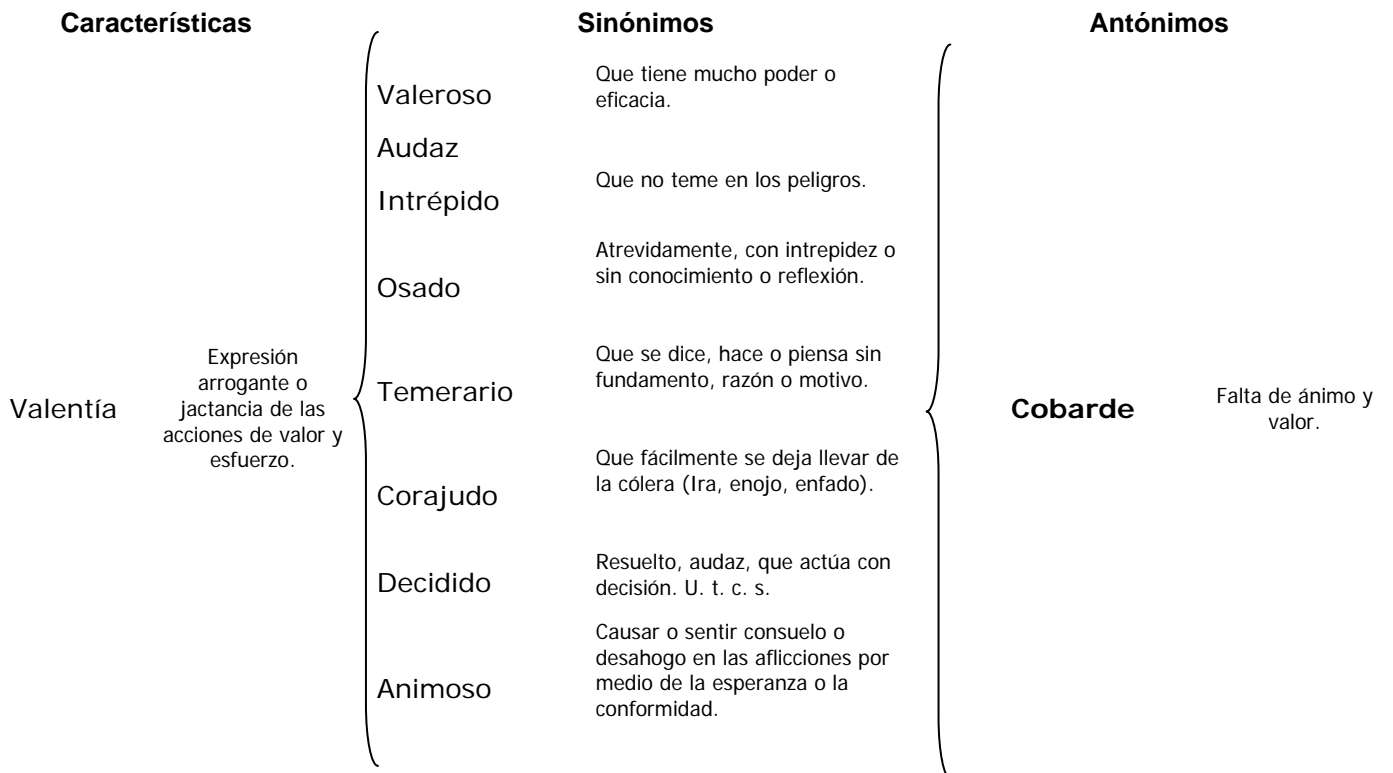 Características
Sinónimos
Antónimos
Valentía
Expresión
arrogante o
jactancia de las
acciones de valor y
esfuerzo.
Valeroso
Que tiene mucho poder o
eficacia.
Audaz
Intrépido
Que no teme en los peligros.
Osado
Atrevidamente, con intrepidez o
sin conocimiento o reflexión.
Temerario
Que se dice, hace o piensa sin
fundamento, razón o motivo.
Corajudo
Que fácilmente se deja llevar de
la cólera (Ira, enojo, enfado).
Decidido
Resuelto, audaz, que actúa con
decisión. U. t. c. s.
Animoso
Causar o sentir consuelo o
desahogo en las aflicciones por
medio de la esperanza o la
conformidad.
Cobarde
Falta de ánimo y
valor.